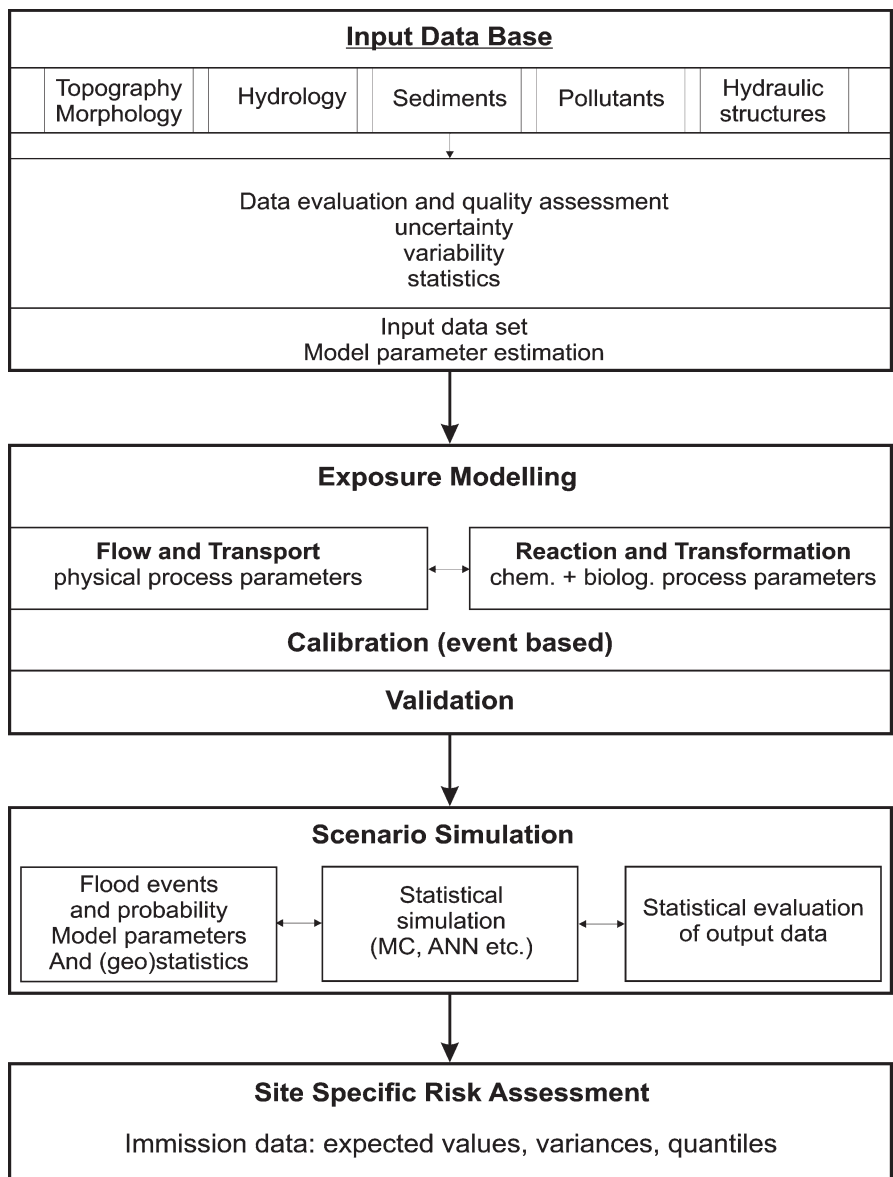 Input Data Base
Topography
Morphology
Hydrology
Sediments
Pollutants
Hydraulic
structures
Data evaluation and quality assessment
uncertainty
variability
statistics
Input data set
Model parameter estimation
Exposure Modelling
Flow and Transport
physical process parameters
Reaction and Transformation
chem. + biolog. process parameters
Calibration (event based)
Validation
Scenario Simulation
Flood events
and probability
Model parameters
And (geo)statistics
Statistical
simulation
(MC, ANN etc.)
Statistical evaluation
of output data
Site Specific Risk Assessment
Immission data: expected values, variances, quantiles